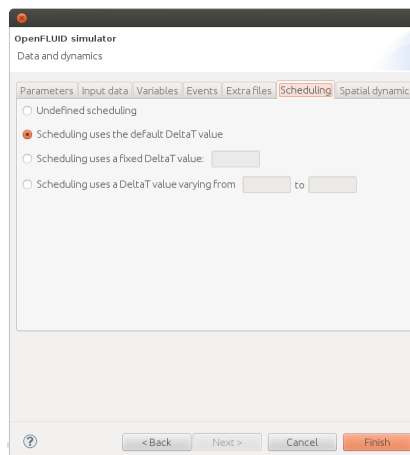 OpenFLUID simulator
Data and dynamics
Parameters Input data Variables Events Extra files Scheduling Spatial dynamic
Undefined scheduling
Scheduling uses the default DeltaT value
Scheduling uses a fixed DeltaT value:
Scheduling uses a DeltaT value varying from to
? < Back Next > Cancel Finish